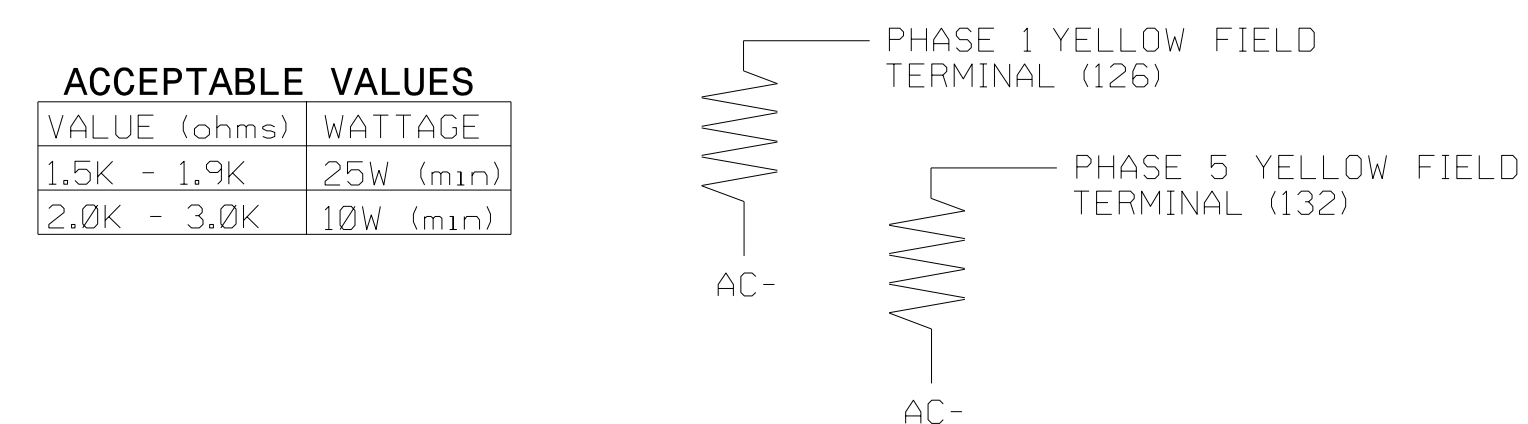 ACCEPTABLE VALUES
VALUE (ohms) WATTAGE
1.5K - 1.9K 25W (min)
2.0K - 3.0K 10W (min)
PHASE 1 YELLOW FIELD
TERMINAL (126)
AC-
PHASE 5 YELLOW FIELD
TERMINAL (132)
AC-